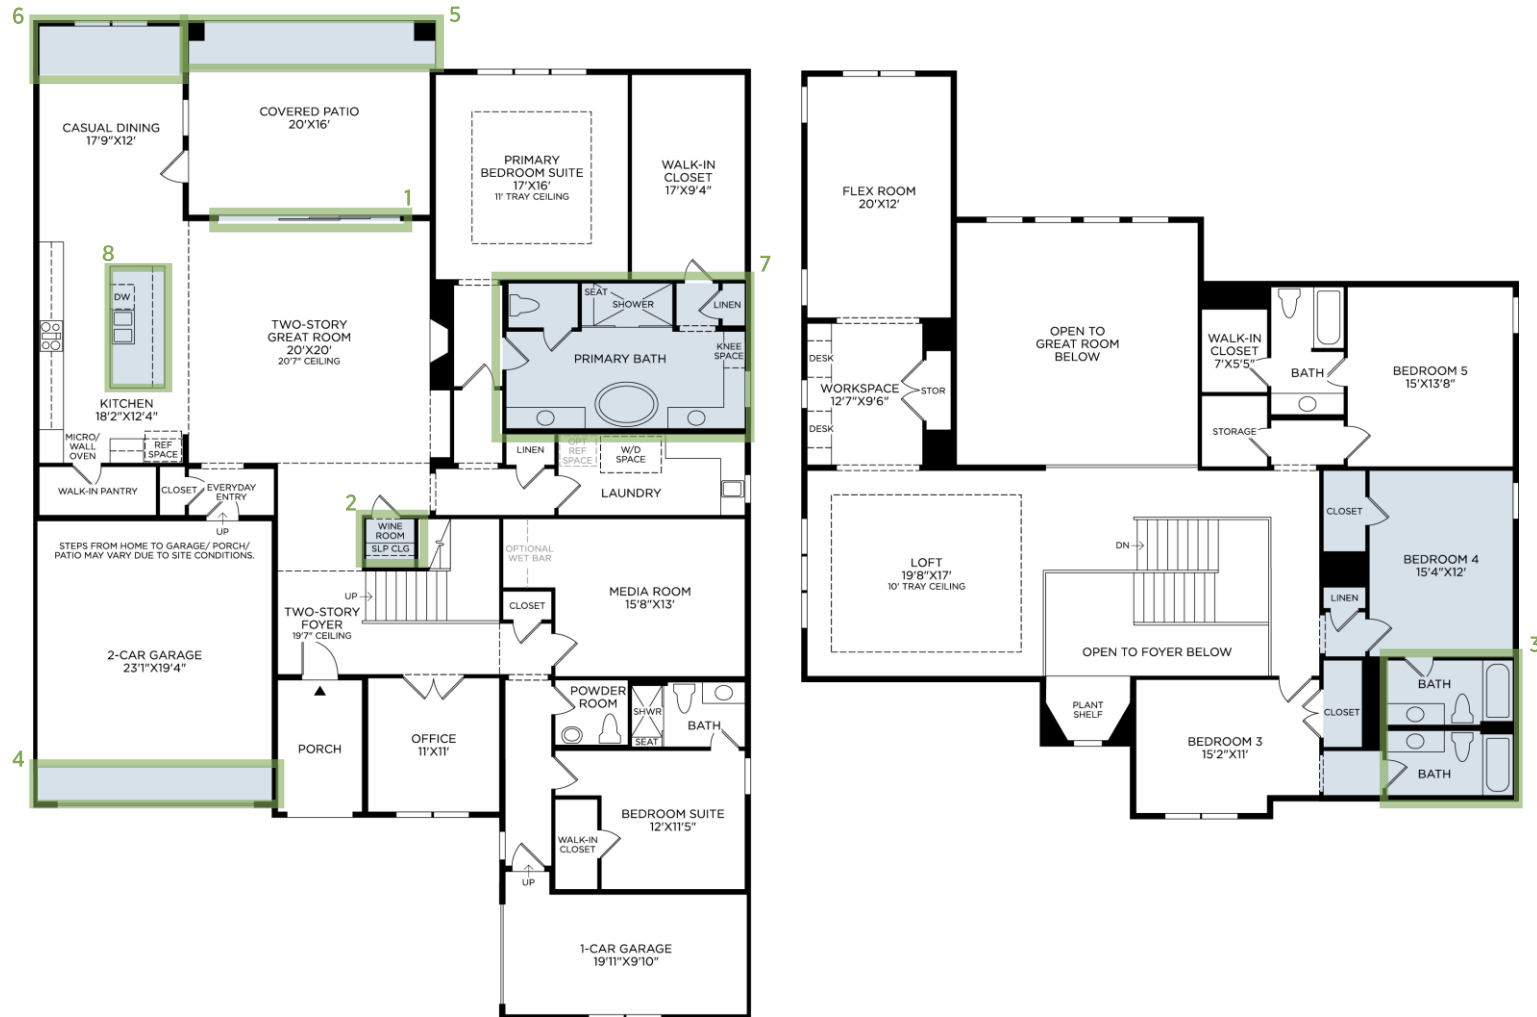 6
5
COVERED PATIO
20'X16'
CASUAL DINING
17'9"X12'
PRIMARY
BEDROOM SUITE
17'X16'
11' TRAY CEILING
WALK-IN
CLOSET
17'X9'4"
1
8
DW
7
SEAT
SHOWER
LINEN
TWO-STORY
GREAT ROOM
20'X20'
20'7" CEILING
PRIMARY BATH
KNEE
SPACE
KITCHEN
18'2"X12'4"
MICRO/
WALL
OVEN
REF
SPACE
LINEN
OPT
REF
SPACE
W/D
SPACE
LAUNDRY
WALK-IN PANTRY
CLOSET
EVERYDAY
ENTRY
UP
2
WINE
ROOM
SLP CLG
STEPS FROM HOME TO GARAGE/ PORCH/
PATIO MAY VARY DUE TO SITE CONDITIONS.
OPTIONAL
WET BAR
MEDIA ROOM
15'8"X13'
UP
CLOSET
TWO-STORY
FOYER
19'7" CEILING
2-CAR GARAGE
23'1"X19'4"
POWDER
ROOM
SHWR
SEAT
BATH
PORCH
OFFICE
11'X11'
4
BEDROOM SUITE
12'X11'5"
WALK-IN
CLOSET
UP
1-CAR GARAGE
19'11"X9'10"
FLEX ROOM
20'X12'
OPEN TO
GREAT ROOM
BELOW
WALK-IN
CLOSET
7'X5'5"
BATH
BEDROOM 5
15'X13'8"
DESK
WORKSPACE
12'7"X9'6"
STOR
DESK
STORAGE
CLOSET
DN
LOFT
19'8"X17'
10' TRAY CEILING
BEDROOM 4
15'4"X12'
LINEN
OPEN TO FOYER BELOW
3
BATH
PLANT
SHELF
CLOSET
BEDROOM 3
15'2"X11'
BATH